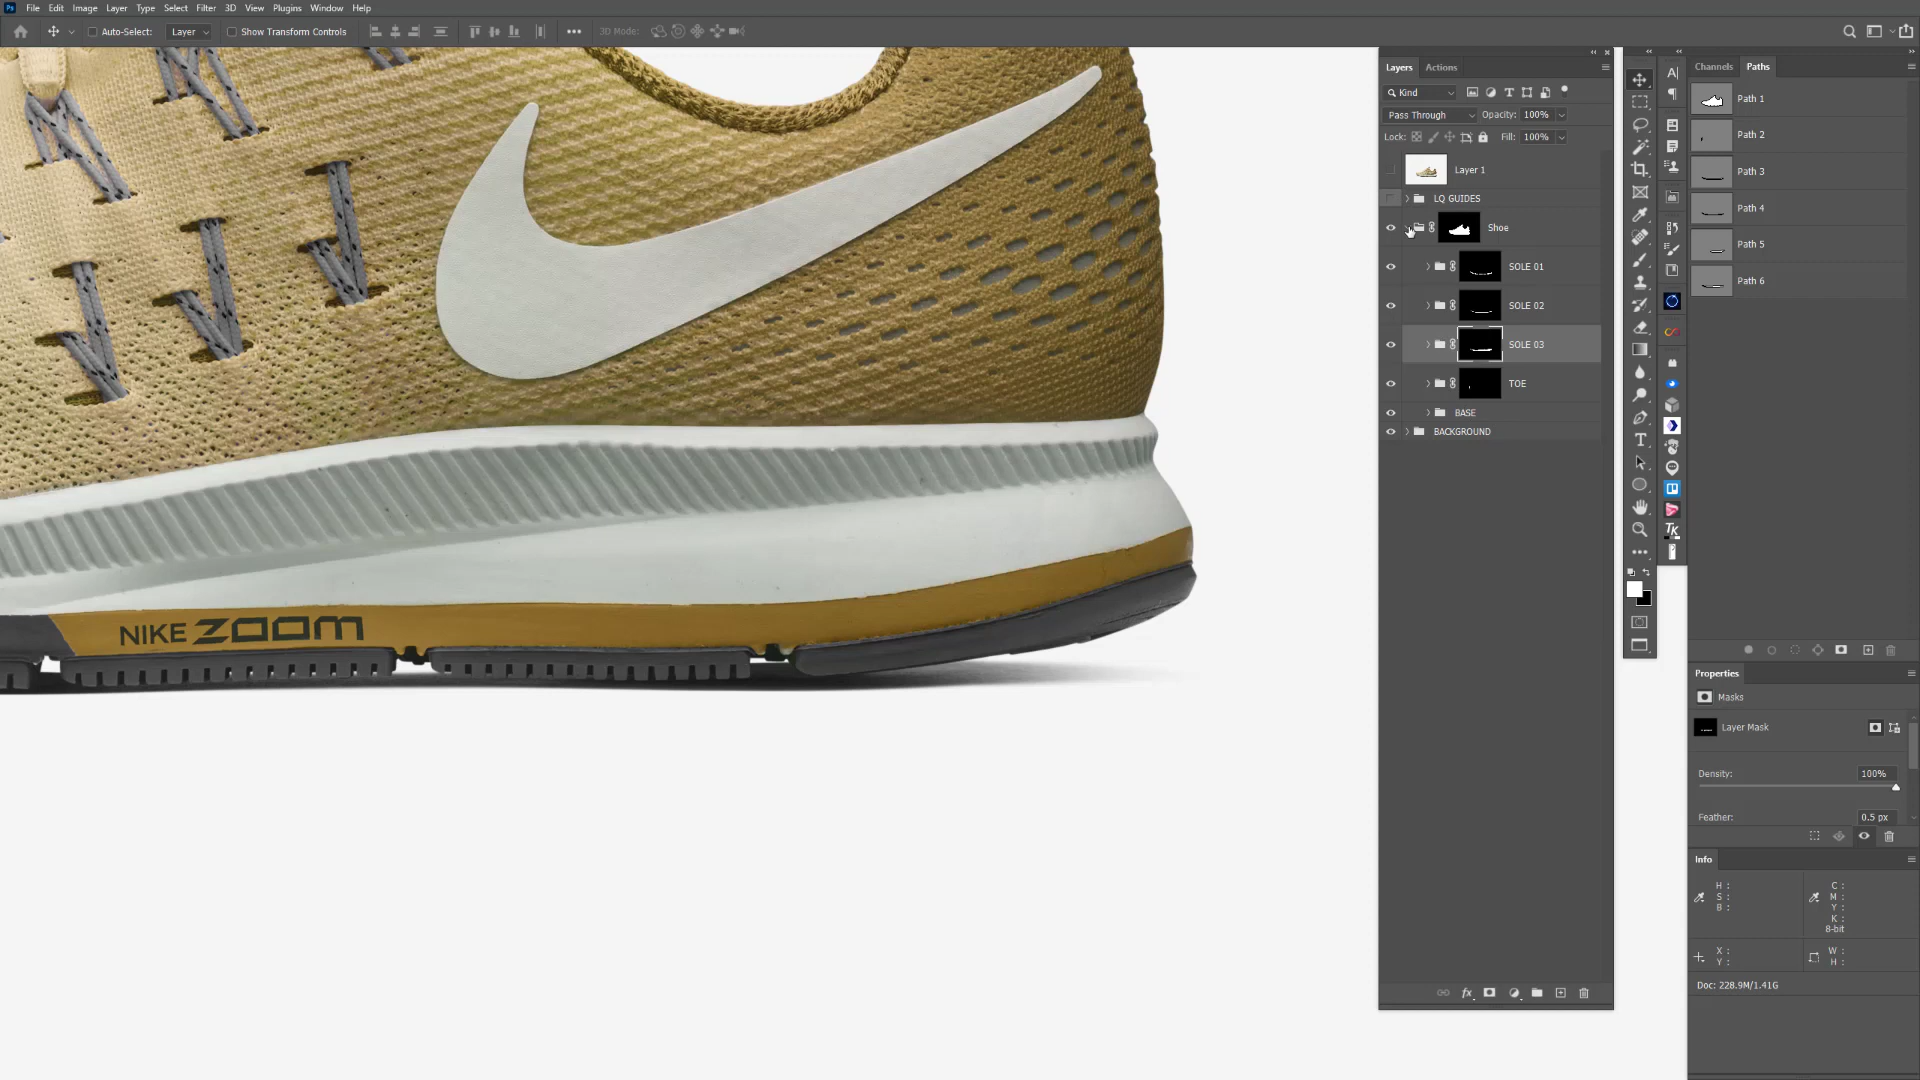 Ps File Edit Image Layer Type Select Filter 3D View Plugins Window Help
Auto-Select: Layer Show Transform Controls ••• 3D Mode:
Layers Actions
Kind
Pass Through Opacity: 100%
Lock: Fill: 100%
Layer 1
LQ GUIDES
Shoe
SOLE 01
SOLE 02
SOLE 03
TOE
BASE
BACKGROUND
fx
T
TK
Channels Paths
Path 1
Path 2
Path 3
Path 4
Path 5
Path 6
Properties
Masks
Layer Mask
Density: 100%
Feather: 0.5 px
Info
H : C :
S : M :
B : Y :
K :
8-bit
X : W :
Y : H :
Doc: 228.9M/1.41G
NIKE ZOOM